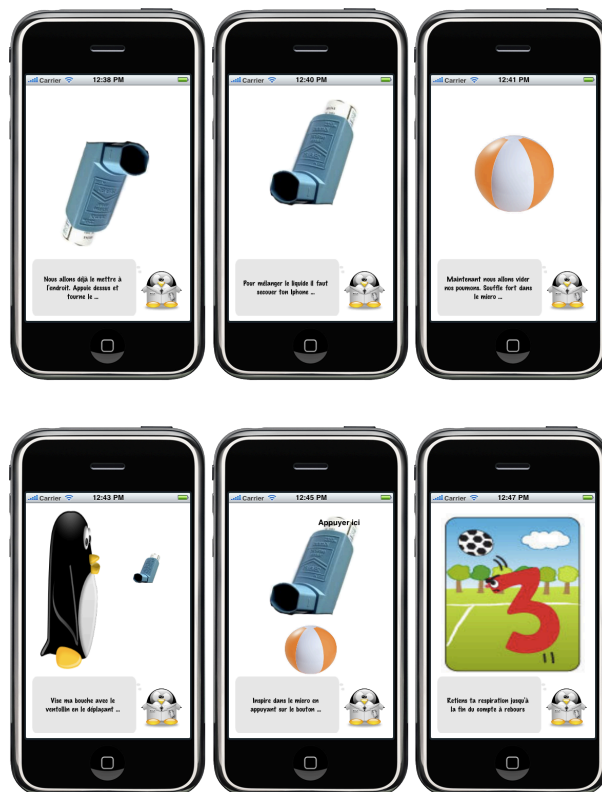 Carrier 12:38 PM
Nous allons déjà le mettre à
l'endroit. Appuie dessus et
tourne le ...
Carrier 12:40 PM
Pour mélanger le liquide il faut
secouer ton Iphone ...
Carrier 12:41 PM
Maintenant nous allons vider
nos poumons. Souffle fort dans
le micro ...
Carrier 12:43 PM
Vise ma bouche avec le
ventollin en le déplaçant ...
Carrier 12:45 PM
Appuyer ici
Inspire dans le micro en
appuyant sur le bouton ...
Carrier 12:47 PM
3
Retiens ta respiration jusqu'à
la fin du compte à rebours